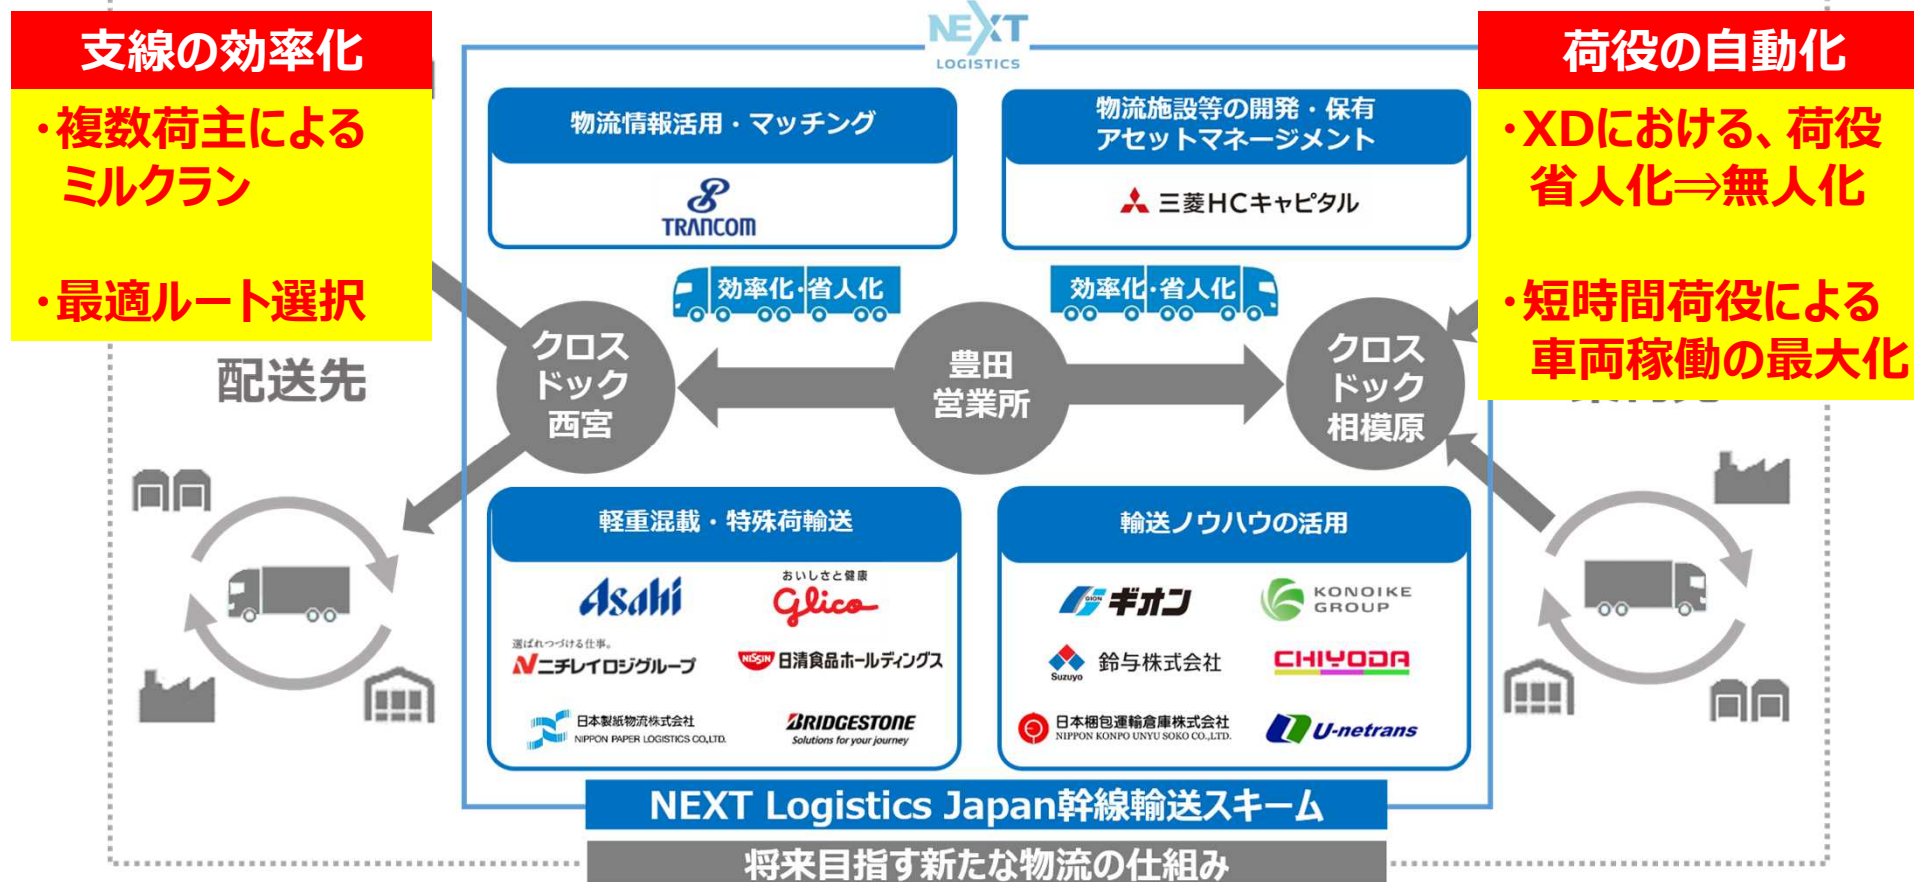 NEXT
LOGISTICS
支線の効率化
・複数荷主による
ミルクラン
・最適ルート選択
荷役の自動化
・XDにおける、荷役
省人化⇒無人化
・短時間荷役による
車両稼働の最大化
物流情報活用・マッチング
TRANCOM
物流施設等の開発・保有
アセットマネージメント
三菱HCキャピタル
効率化・省人化
効率化・省人化
配送先
クロス
ドック
西宮
豊田
営業所
クロス
ドック
相模原
軽重混載・特殊荷輸送
Asahi
おいしさと健康
Glico
選ばれつづける仕事。
ニチレイロジグループ
NISSIN 日清食品ホールディングス
日本製紙物流株式会社
NIPPON PAPER LOGISTICS CO.,LTD.
BRIDGESTONE
Solutions for your journey
輸送ノウハウの活用
GION ギオン
KONOIKE
GROUP
Suzuyo 鈴与株式会社
CHIYODA
日本梱包運輸倉庫株式会社
NIPPON KONPO UNYU SOKO CO.,LTD.
U-netrans
NEXT Logistics Japan幹線輸送スキーム
将来目指す新たな物流の仕組み